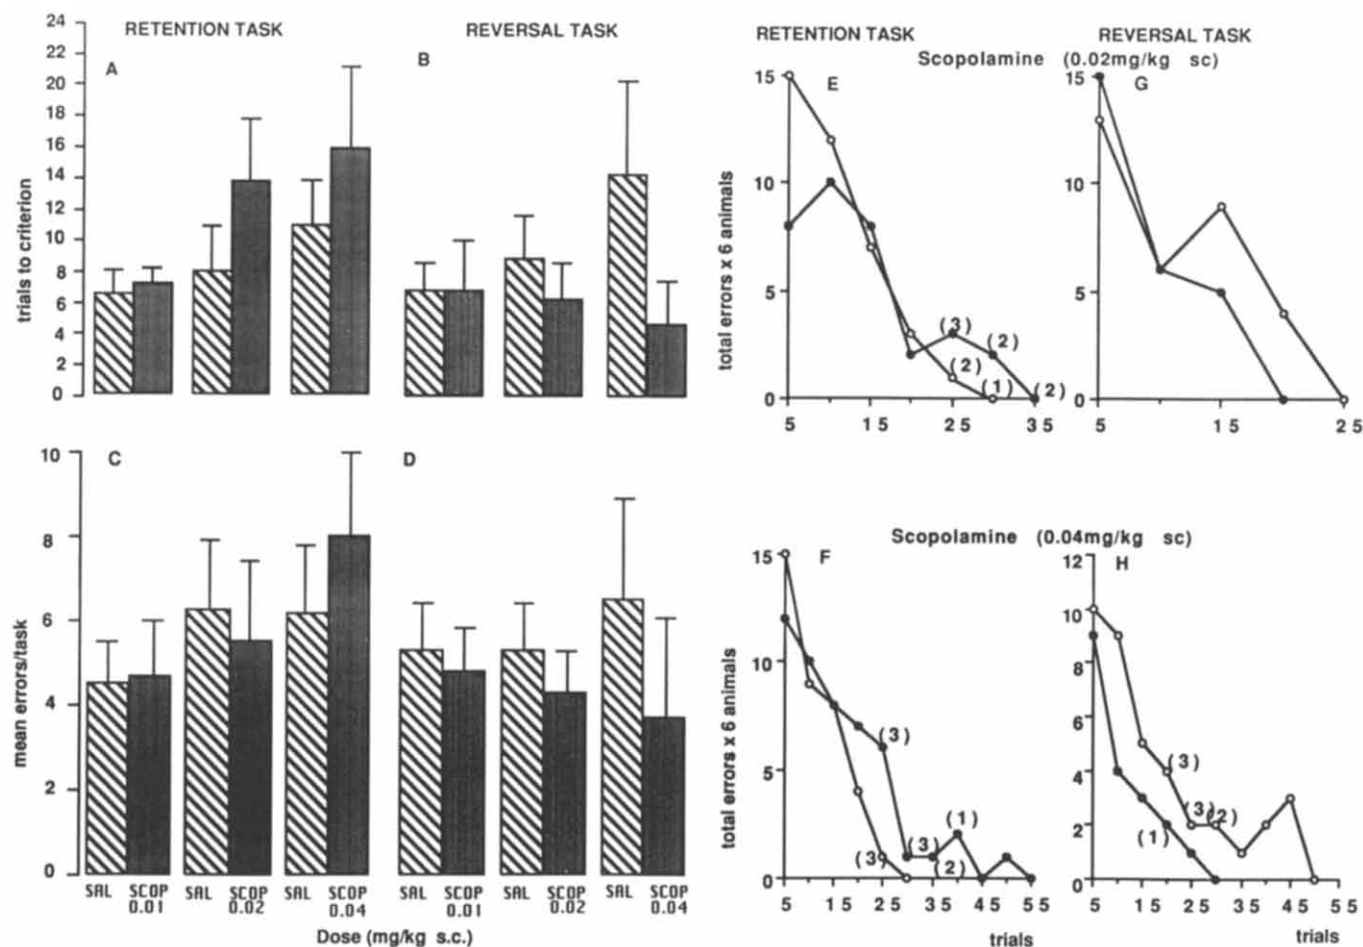 RETENTION TASK
REVERSAL TASK
A
B
trials to criterion
24
22
20
18
16
14
12
10
8
6
4
2
0
C
D
mean errors/task
10
8
6
4
2
0
SAL SCOP 0.01 SAL SCOP 0.02 SAL SCOP 0.04 SAL SCOP 0.01 SAL SCOP 0.02 SAL SCOP 0.04
Dose (mg/kg s.c.)
RETENTION TASK
REVERSAL TASK
Scopolamine (0.02mg/kg sc)
E
total errors x 6 animals
15
10
5
0
(3)
(2)
(2)
(1)
(2)
5 15 25 35
G
15
10
5
0
5 15 25
Scopolamine (0.04mg/kg sc)
F
total errors x 6 animals
15
10
5
0
(3)
(1)
(3)
(3)
(2)
5 15 25 35 45 55
trials
H
12
10
8
6
4
2
0
(3)
(3)
(2)
(1)
5 15 25 35 45 55
trials